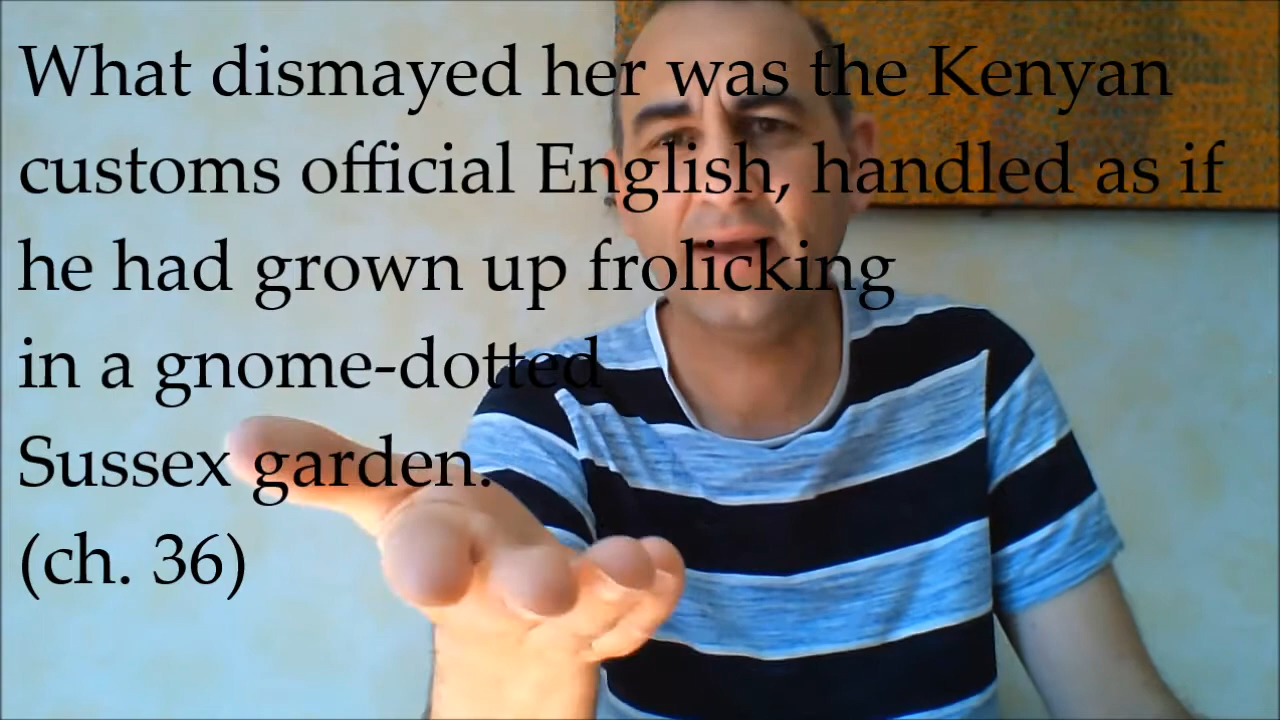 What dismayed her was the Kenyan
customs official English, handled as if
he had grown up frolicking
in a gnome-dotted
Sussex garden.
(ch. 36)